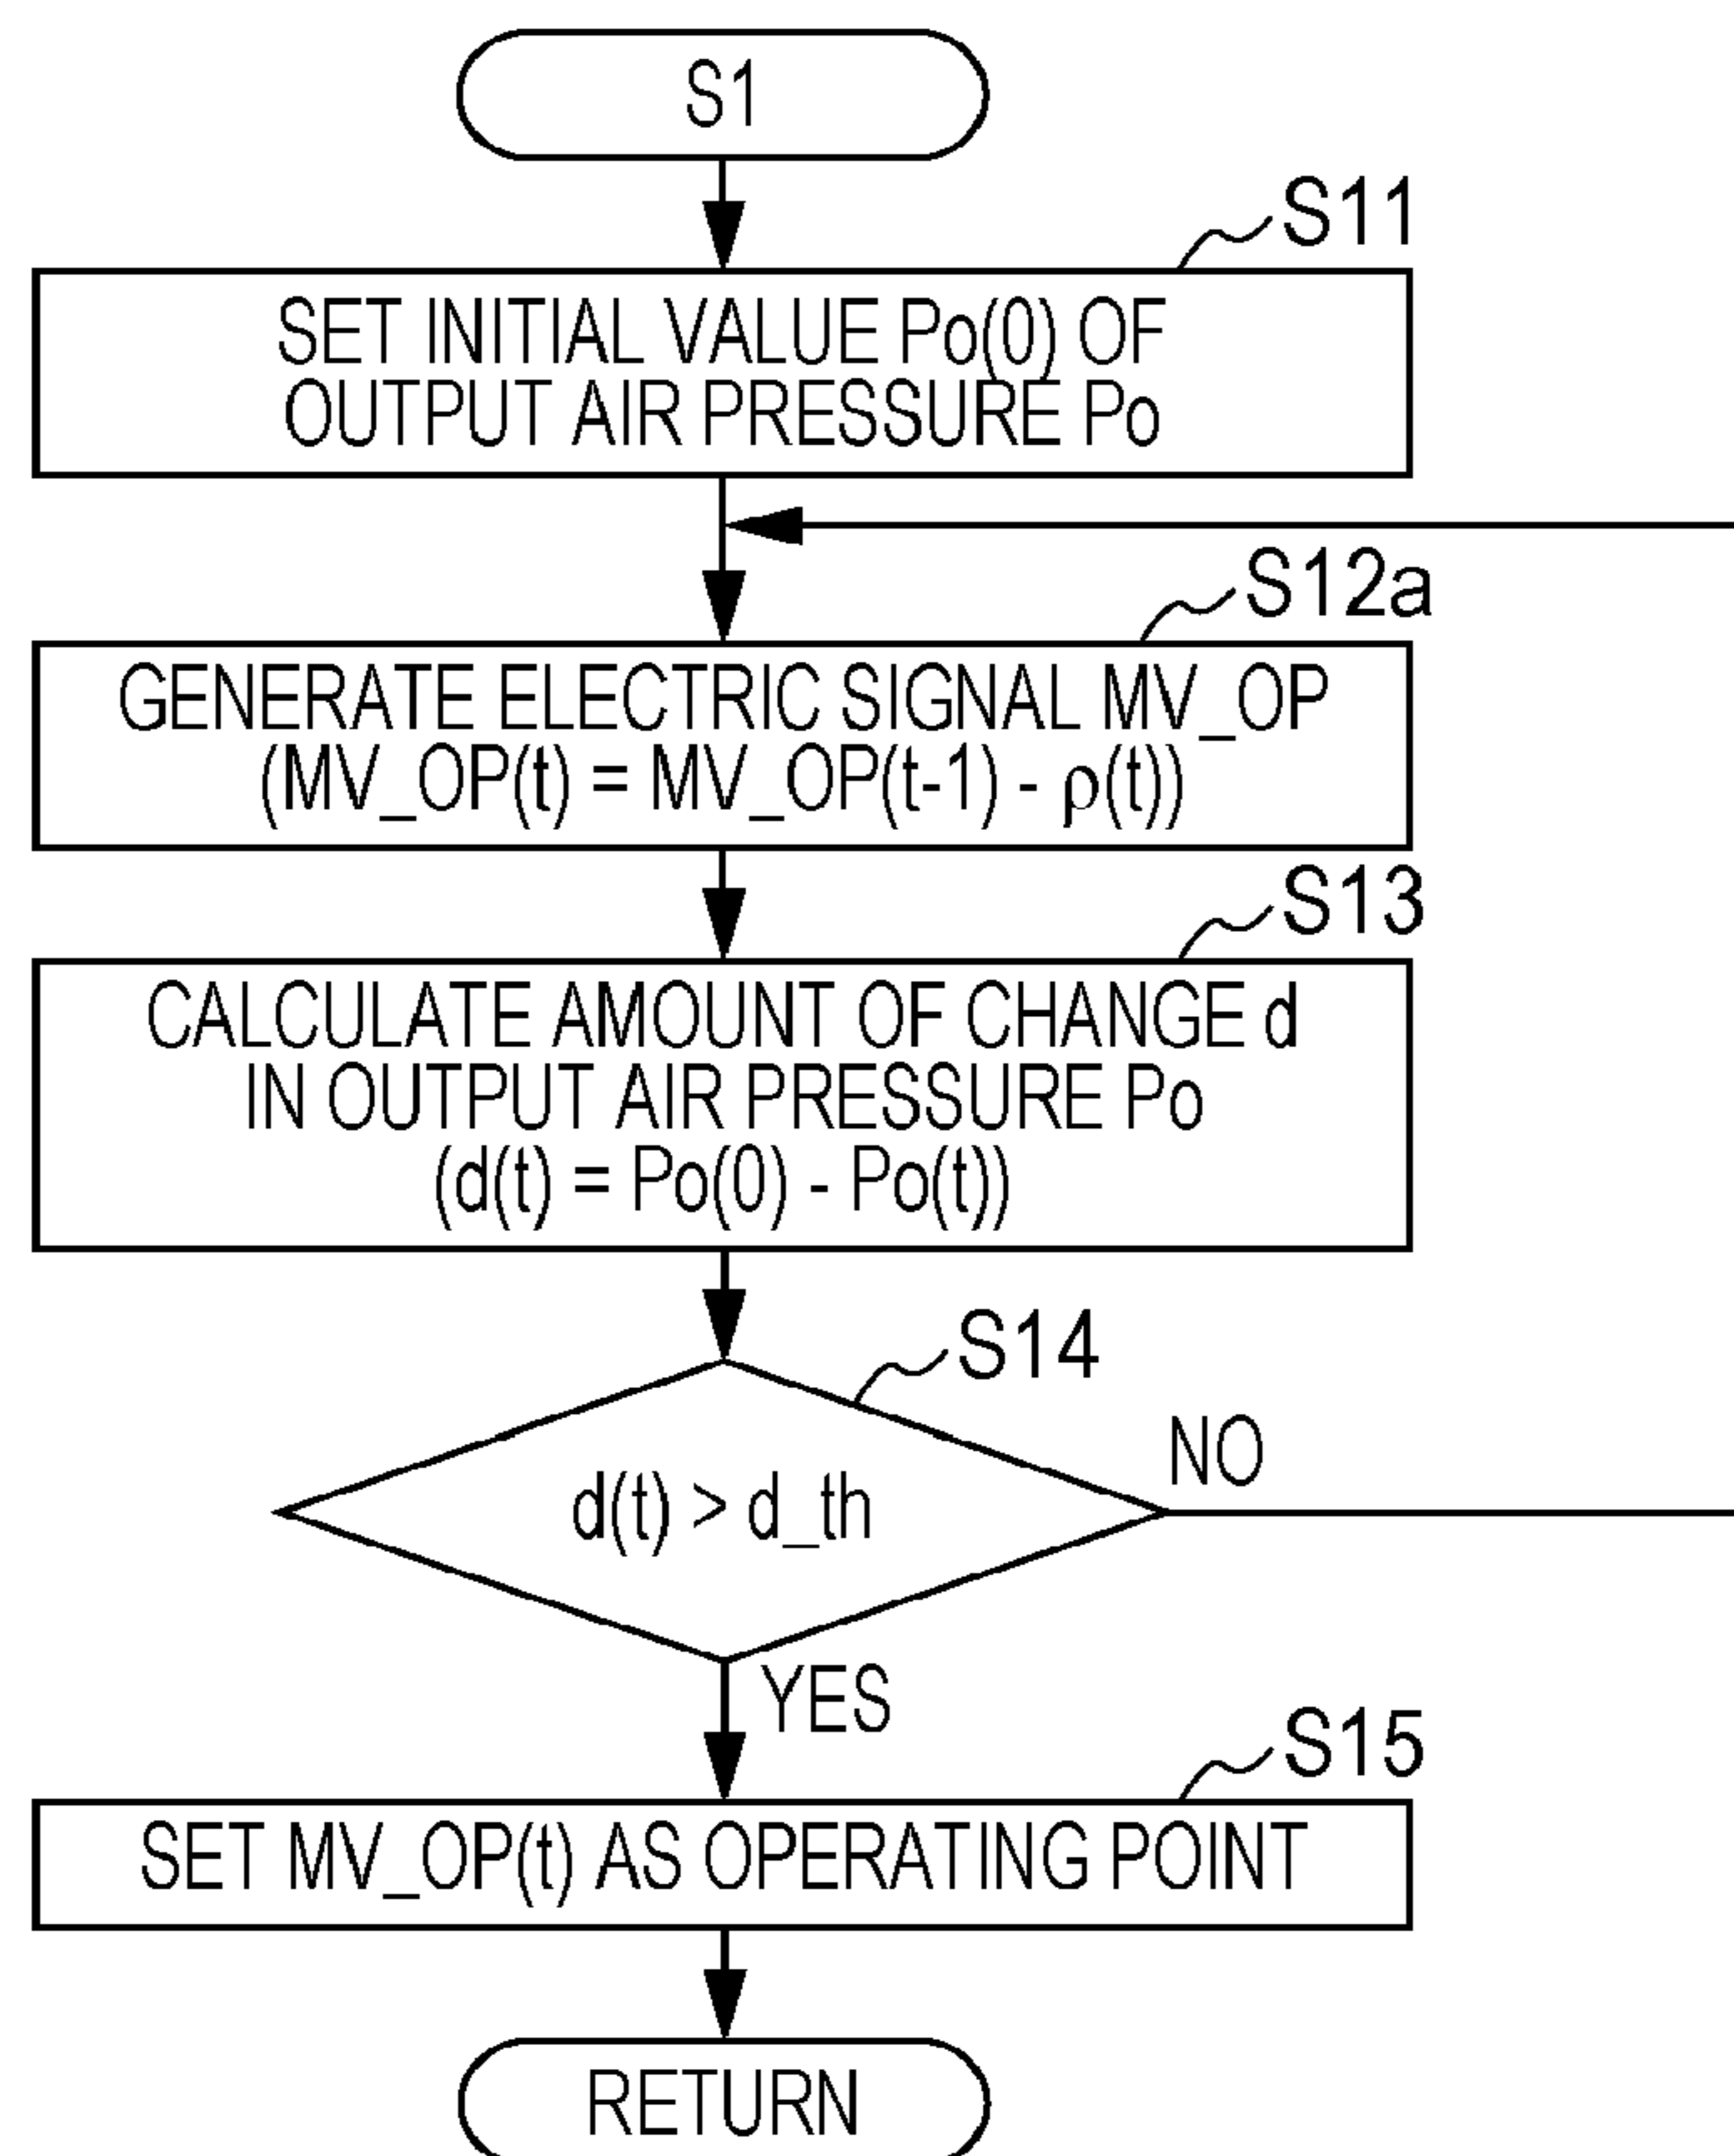 S1
S11
SET INITIAL VALUE Po(0) OF
OUTPUT AIR PRESSURE Po
S12a
GENERATE ELECTRIC SIGNAL MV_OP
(MV_OP(t) = MV_OP(t-1) - ρ(t))
S13
CALCULATE AMOUNT OF CHANGE d
IN OUTPUT AIR PRESSURE Po
(d(t) = Po(0) - Po(t))
S14
d(t) > d_th
NO
YES
S15
SET MV_OP(t) AS OPERATING POINT
RETURN